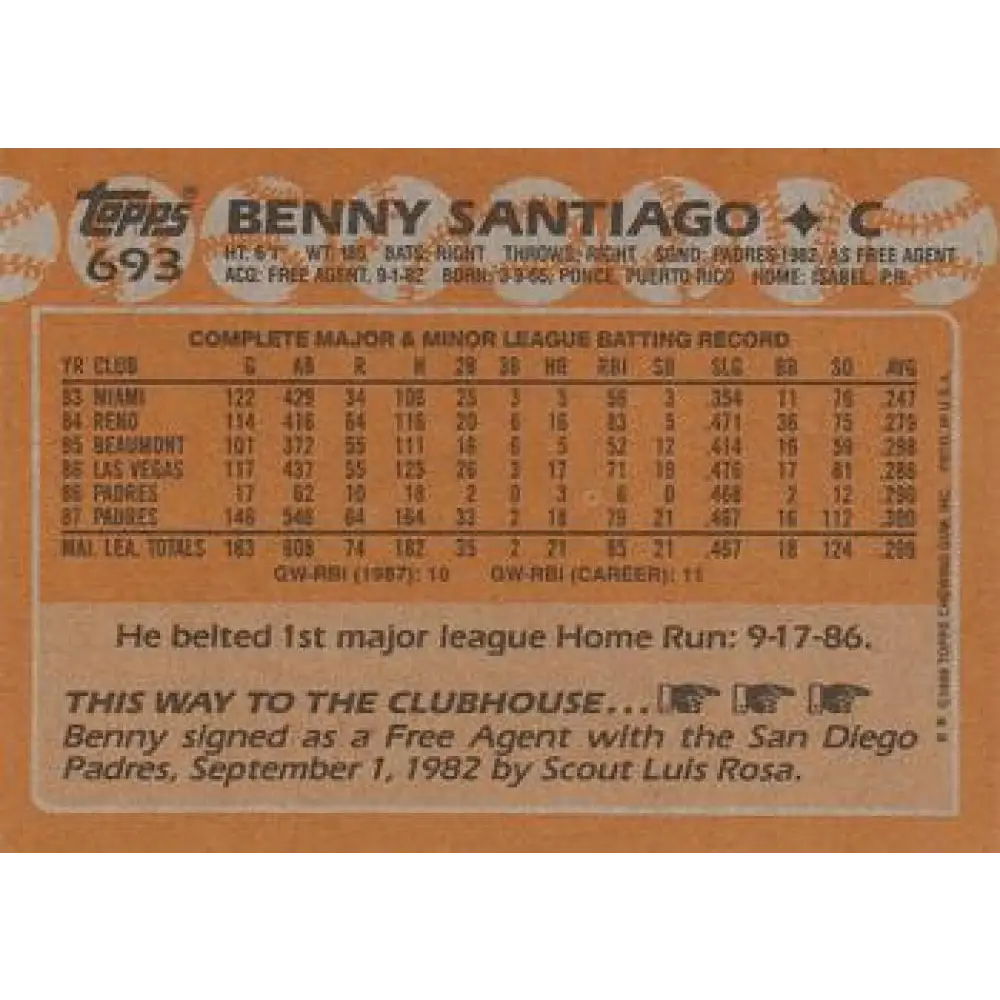 Topps
693
BENNY SANTIAGO ✦ C
HT: 6'1" WT: 185 BATS: RIGHT THROWS: RIGHT SGND: PADRES-1982, AS FREE AGENT
ACQ: FREE AGENT, 9-1-82 BORN: 3-9-65, PONCE, PUERTO RICO HOME: ISABEL, P.R.
COMPLETE MAJOR & MINOR LEAGUE BATTING RECORD
YR CLUB G AB R H 2B 3B HR RBI SB SLG BB SO AVG
83 MIAMI 122 429 34 106 25 3 5 56 3 .354 11 76 .247
84 RENO 114 416 64 116 20 6 16 83 5 .471 36 75 .279
85 BEAUMONT 101 372 55 111 16 6 5 52 12 .414 16 59 .298
86 LAS VEGAS 117 437 55 125 26 3 17 71 19 .476 17 81 .286
86 PADRES 17 62 10 18 2 0 3 6 0 .468 2 12 .290
87 PADRES 146 546 64 164 33 2 18 79 21 .467 16 112 .300
MAJ. LEA. TOTALS 163 608 74 182 35 2 21 85 21 .467 18 124 .299
GW-RBI (1987): 10 GW-RBI (CAREER): 11
He belted 1st major league Home Run: 9-17-86.
THIS WAY TO THE CLUBHOUSE...
Benny signed as a Free Agent with the San Diego
Padres, September 1, 1982 by Scout Luis Rosa.
©1988 TOPPS CHEWING GUM, INC. PRTD. IN U.S.A.